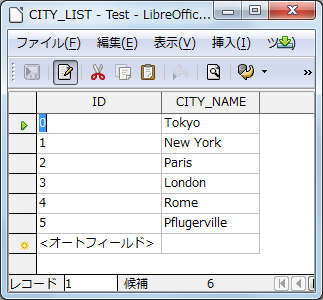 CITY_LIST - Test - LibreOffic...
ファイル(F) 編集(E) 表示(V) 挿入(I) ツ
»
ID CITY_NAME
0 Tokyo
1 New York
2 Paris
3 London
4 Rome
5 Pflugerville
<オートフィールド>
レコード 1 候補 6